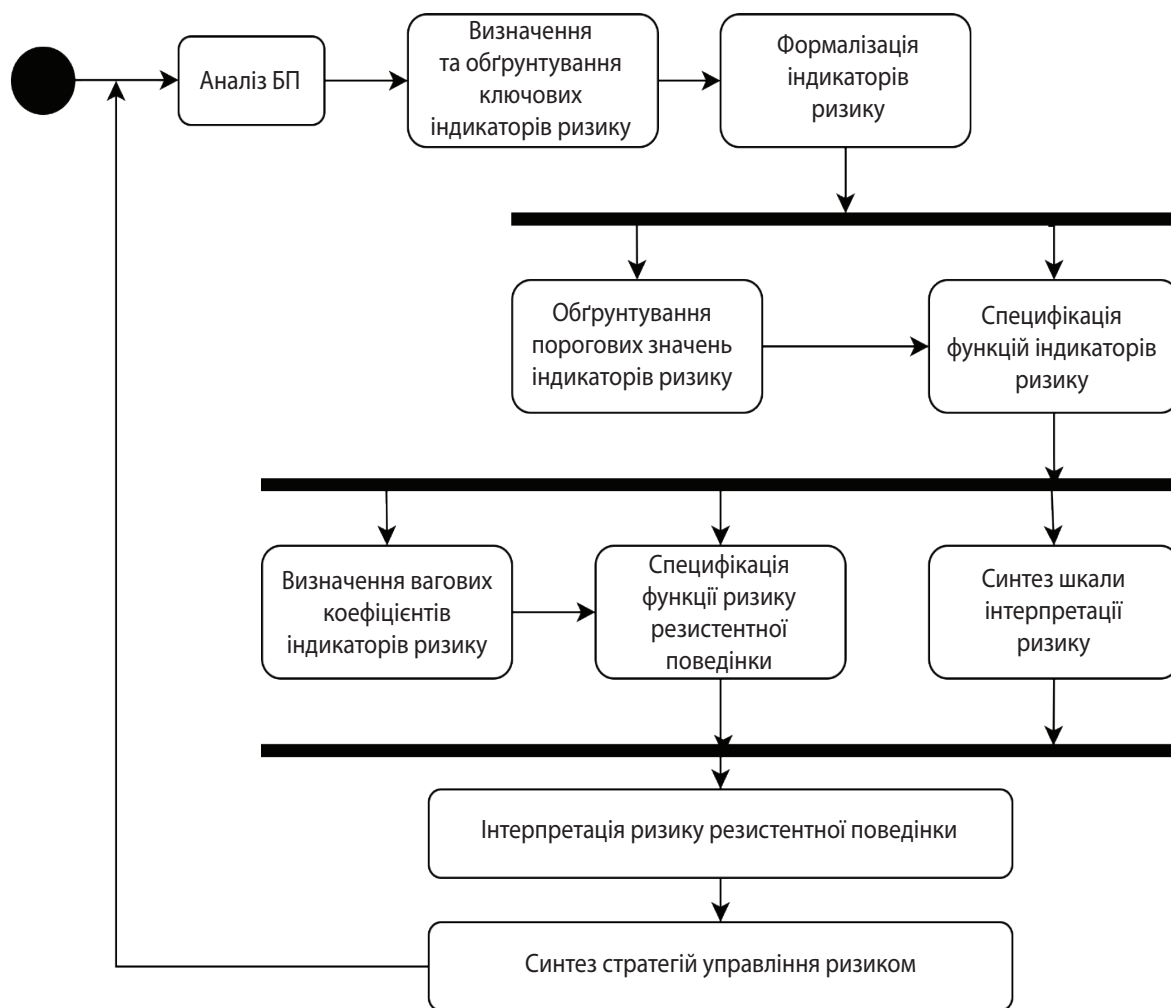 Аналіз БП
Визначення
та обґрунтування
ключових
індикаторів ризику
Формалізація
індикаторів
ризику
Обґрунтування
порогових значень
індикаторів ризику
Специфікація
функцій індикаторів
ризику
Визначення вагових
коефіцієнтів
індикаторів ризику
Специфікація
функції ризику
резистентної
поведінки
Синтез шкали
інтерпретації
ризику
Інтерпретація ризику резистентної поведінки
Синтез стратегій управління ризиком